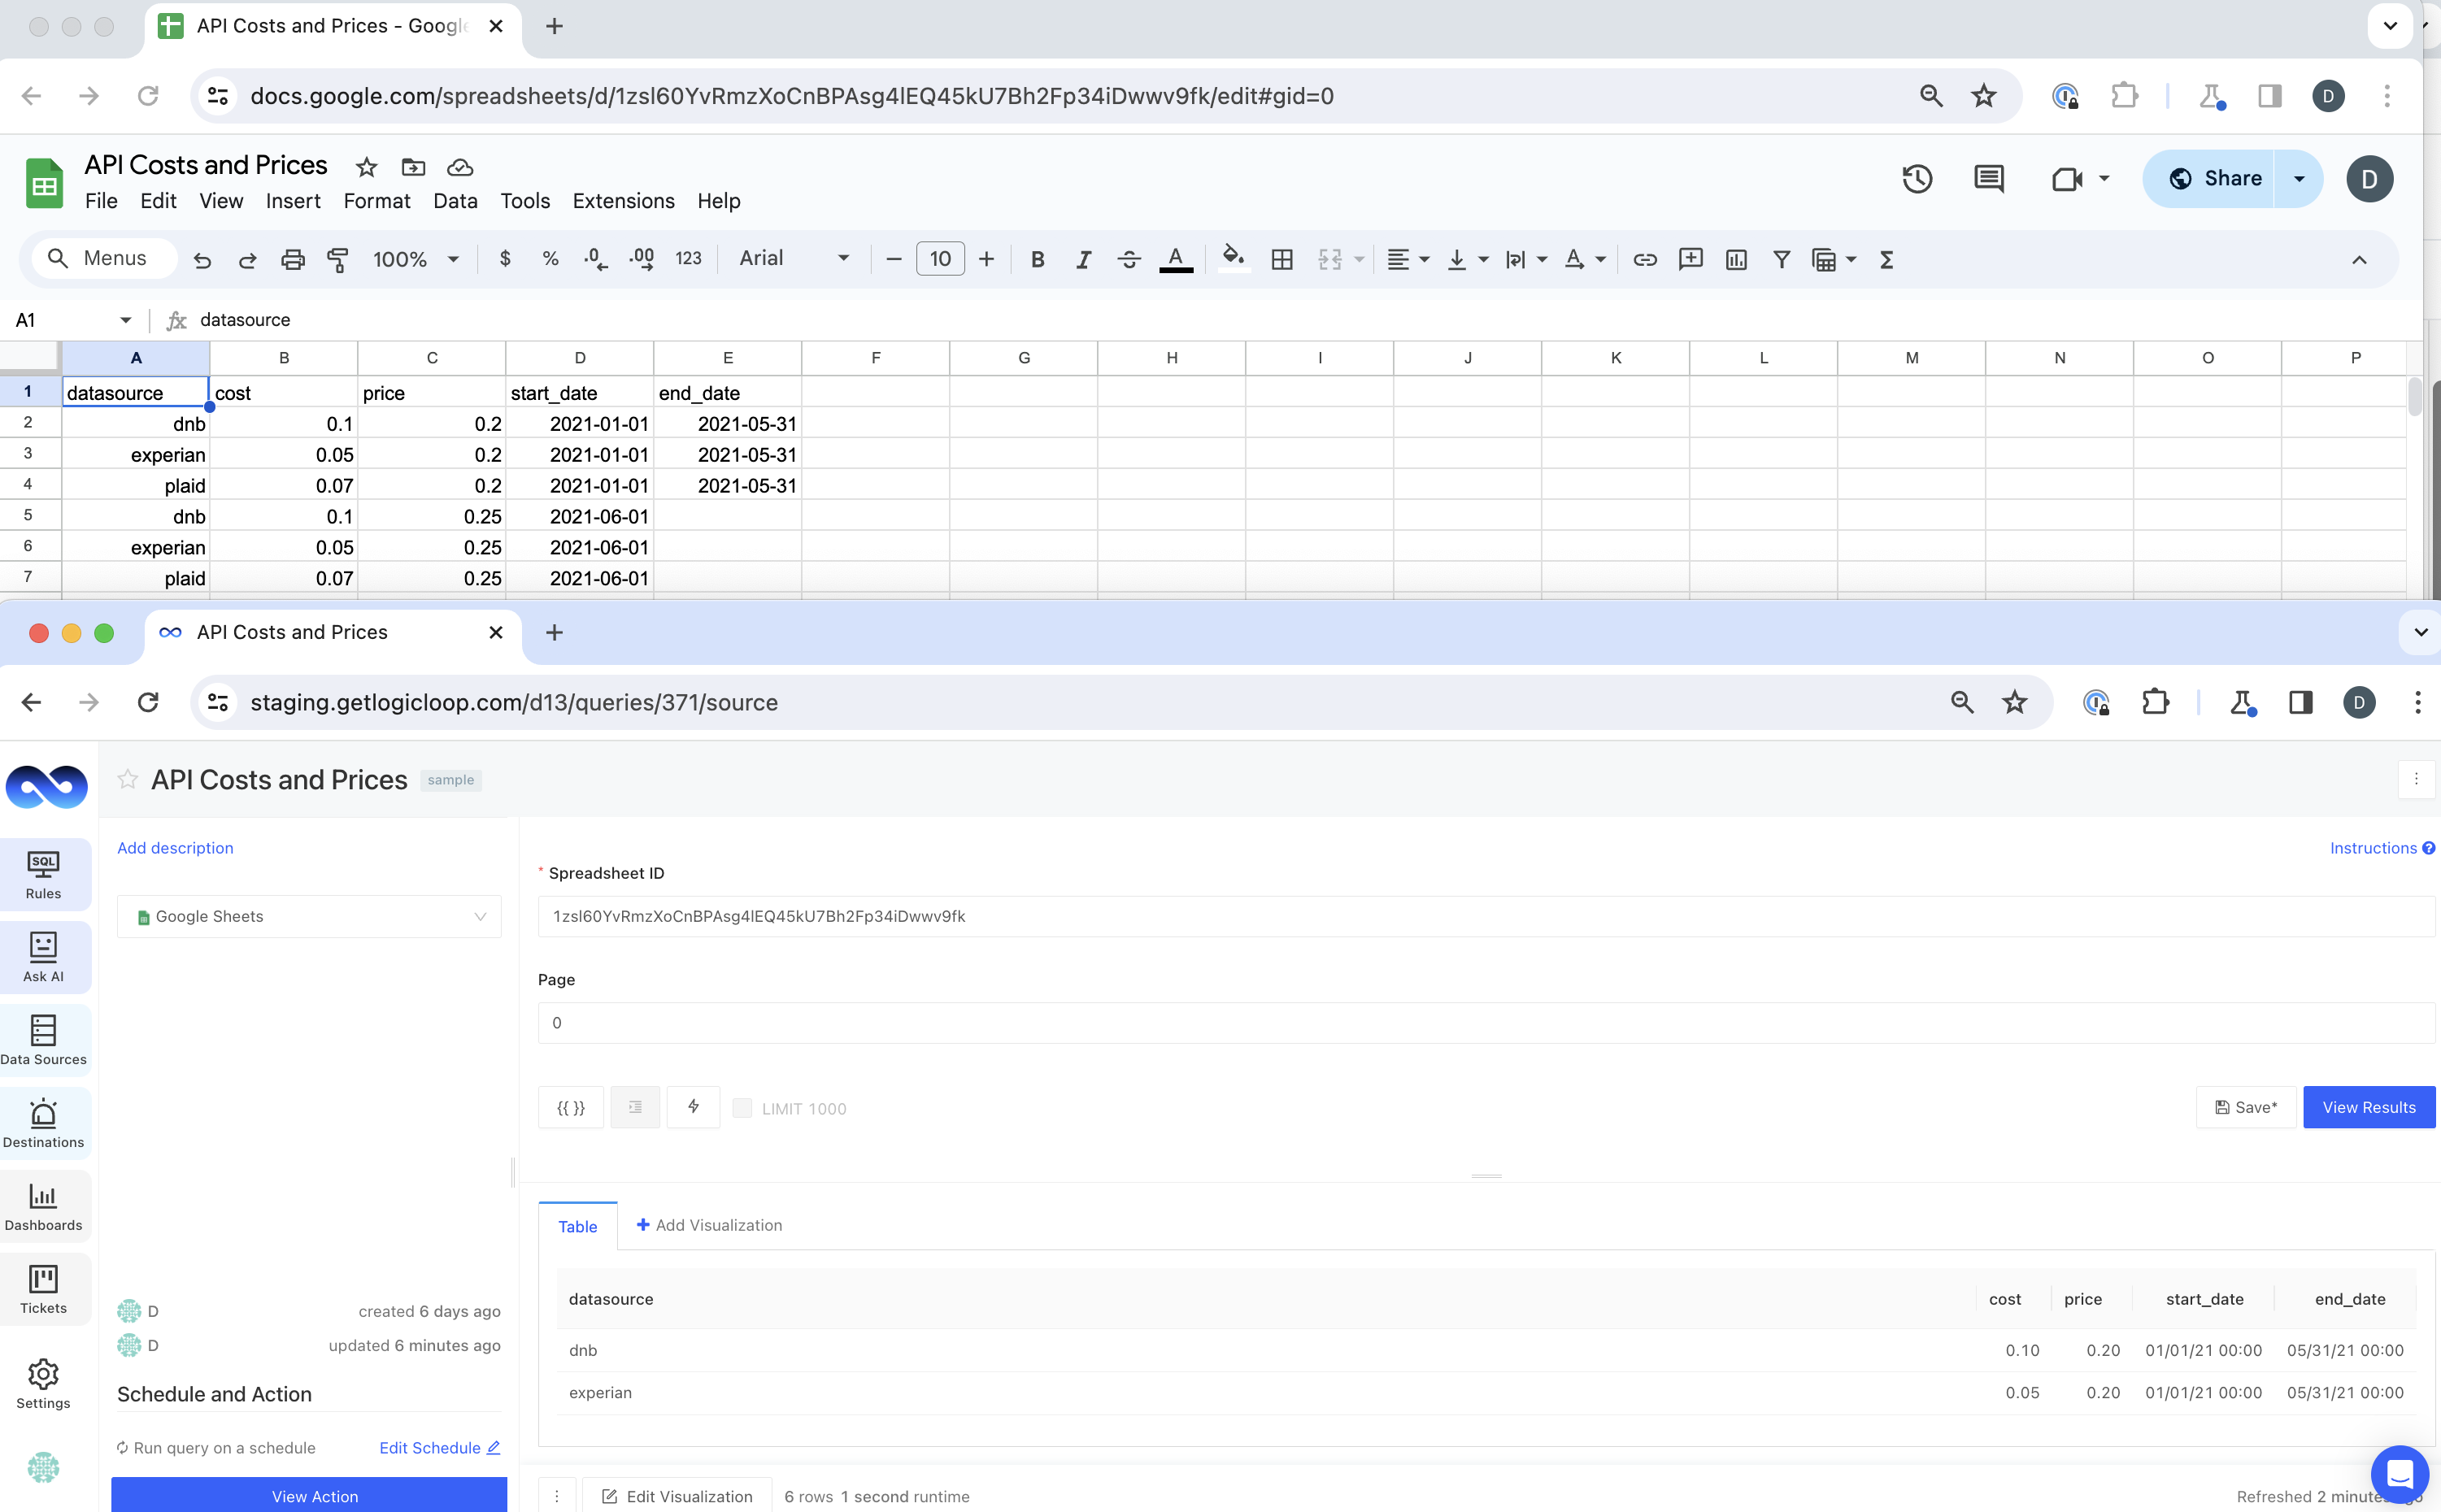 API Costs and Prices - Google
docs.google.com/spreadsheets/d/1zsl60YvRmzXoCnBPAsg4lEQ45kU7Bh2Fp34iDwwv9fk/edit#gid=0
D
API Costs and Prices
File Edit View Insert Format Data Tools Extensions Help
Share
D
Menus 100% $ % .0 .00 123 Arial 10 B I S A
A1 fx datasource
A B C D E F G H I J K L M N O P
1 datasource cost price start_date end_date
2 dnb 0.1 0.2 2021-01-01 2021-05-31
3 experian 0.05 0.2 2021-01-01 2021-05-31
4 plaid 0.07 0.2 2021-01-01 2021-05-31
5 dnb 0.1 0.25 2021-06-01
6 experian 0.05 0.25 2021-06-01
7 plaid 0.07 0.25 2021-06-01
API Costs and Prices
staging.getlogicloop.com/d13/queries/371/source
D
API Costs and Prices sample
SQL
Rules
Ask AI
Data Sources
Destinations
Dashboards
Tickets
Settings
Add description
Google Sheets
D created 6 days ago
D updated 6 minutes ago
Schedule and Action
Run query on a schedule Edit Schedule
View Action
Instructions
* Spreadsheet ID
1zsl60YvRmzXoCnBPAsg4lEQ45kU7Bh2Fp34iDwwv9fk
Page
0
{{ }} LIMIT 1000
Save* View Results
Table + Add Visualization
datasource cost price start_date end_date
dnb 0.10 0.20 01/01/21 00:00 05/31/21 00:00
experian 0.05 0.20 01/01/21 00:00 05/31/21 00:00
Edit Visualization 6 rows 1 second runtime
Refreshed 2 minutes